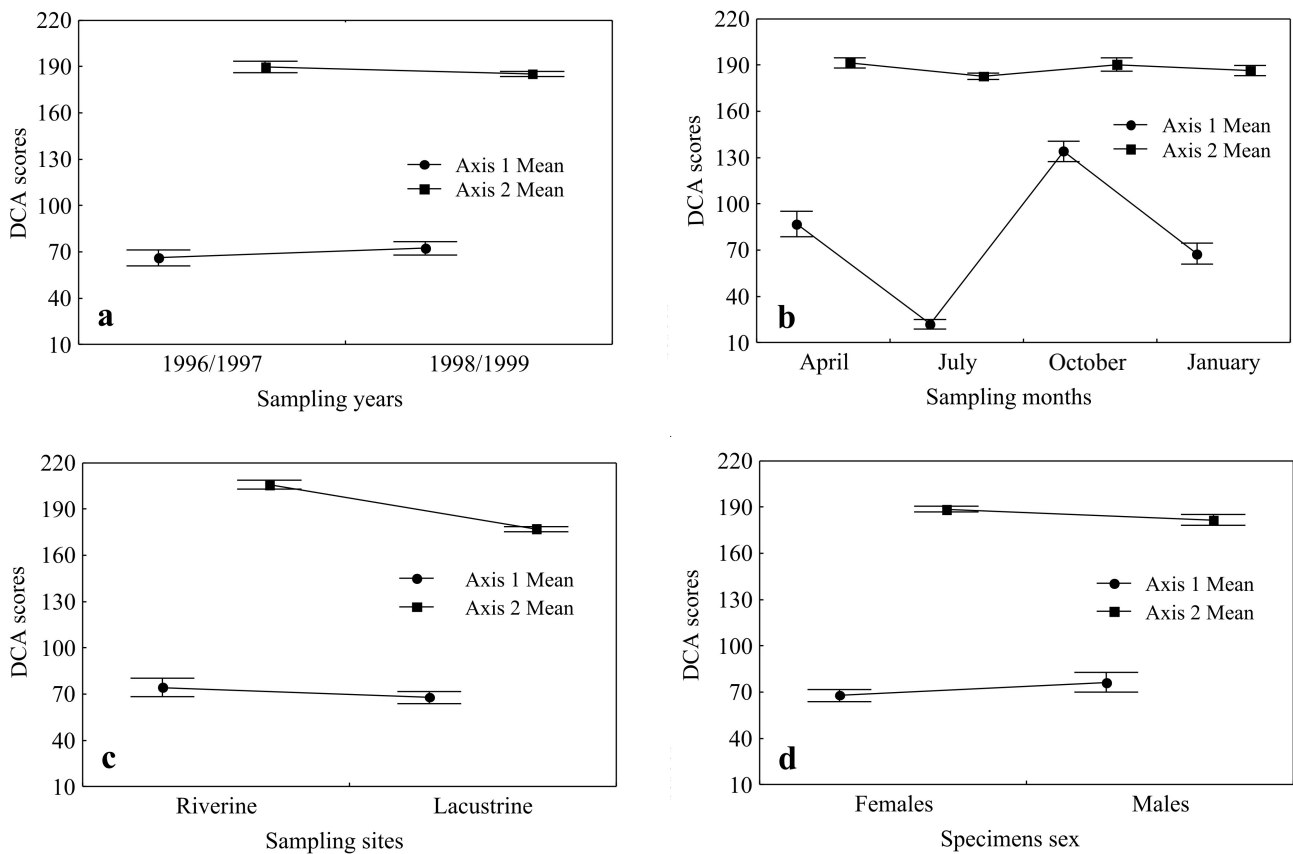 220
190
160
130
100
70
40
10
DCA scores
Axis 1 Mean
Axis 2 Mean
a
1996/1997 1998/1999
Sampling years
220
190
160
130
100
70
40
10
DCA scores
Axis 1 Mean
Axis 2 Mean
b
April July October January
Sampling months
220
190
160
130
100
70
40
10
DCA scores
Axis 1 Mean
Axis 2 Mean
c
Riverine Lacustrine
Sampling sites
220
190
160
130
100
70
40
10
DCA scores
Axis 1 Mean
Axis 2 Mean
d
Females Males
Specimens sex